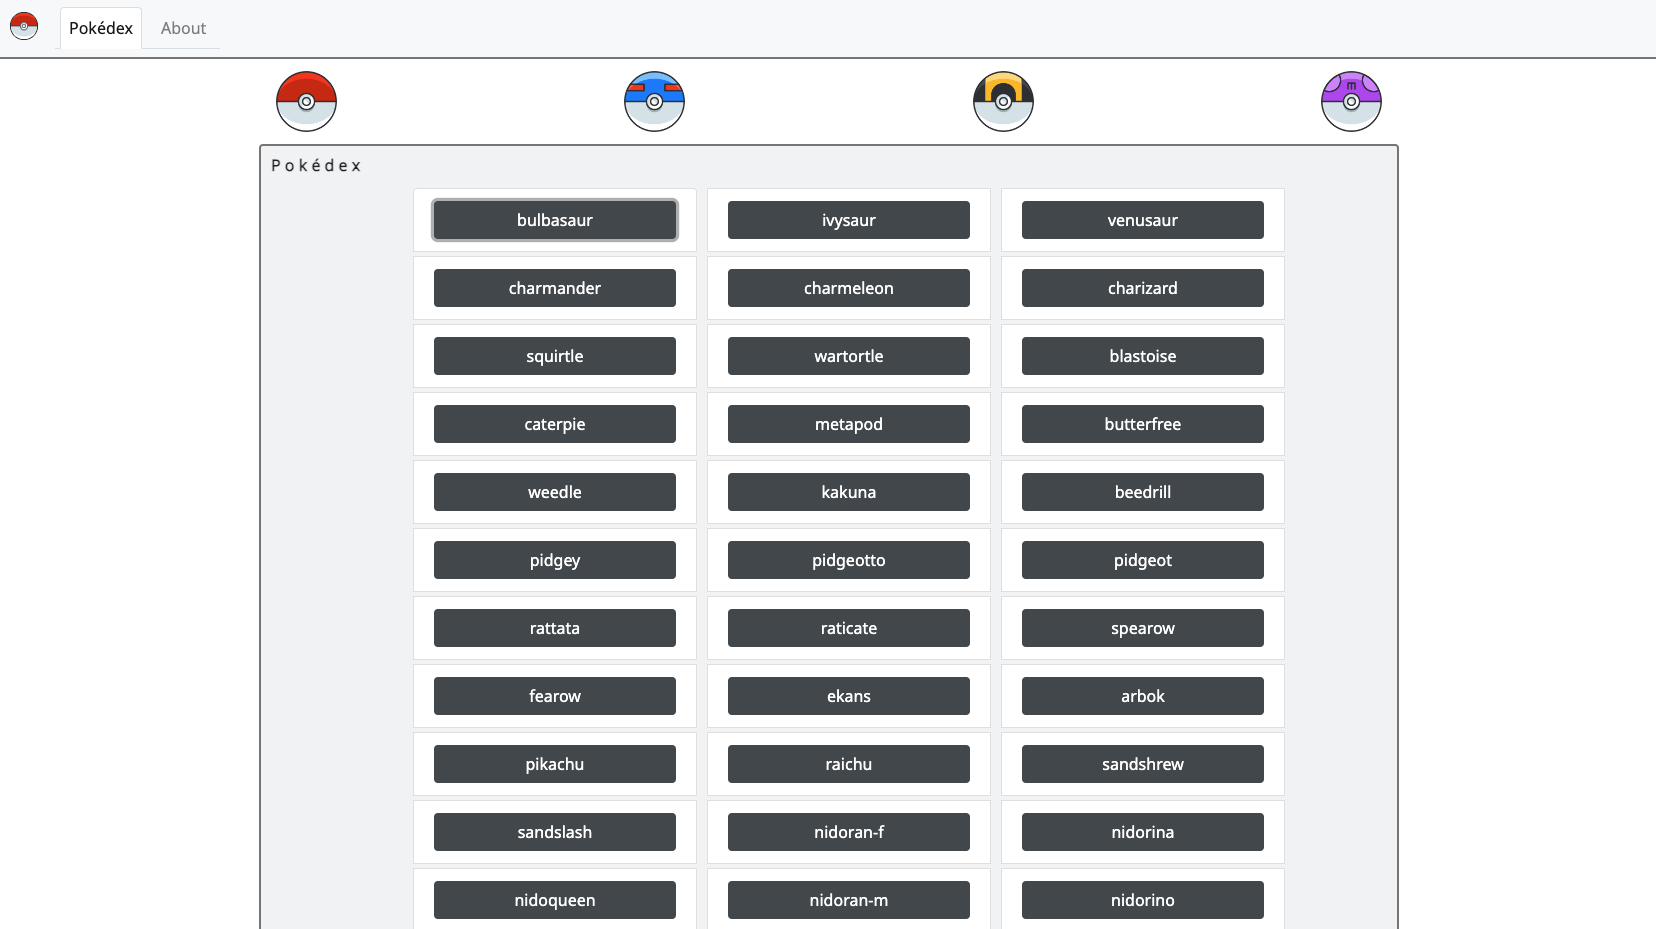 Pokédex About
m
Pokédex
bulbasaur ivysaur venusaur
charmander charmeleon charizard
squirtle wartortle blastoise
caterpie metapod butterfree
weedle kakuna beedrill
pidgey pidgeotto pidgeot
rattata raticate spearow
fearow ekans arbok
pikachu raichu sandshrew
sandslash nidoran-f nidorina
nidoqueen nidoran-m nidorino